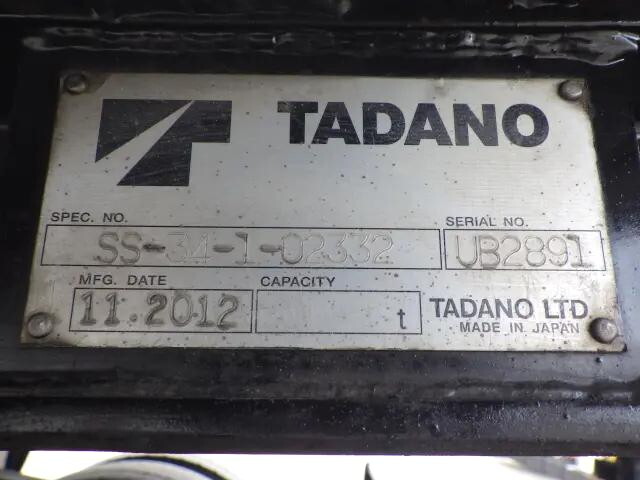 TADANO
SPEC. NO.
SS-34-1-02332
SERIAL NO.
UB2891
MFG. DATE
11.2012
CAPACITY
t
TADANO LTD
MADE IN JAPAN